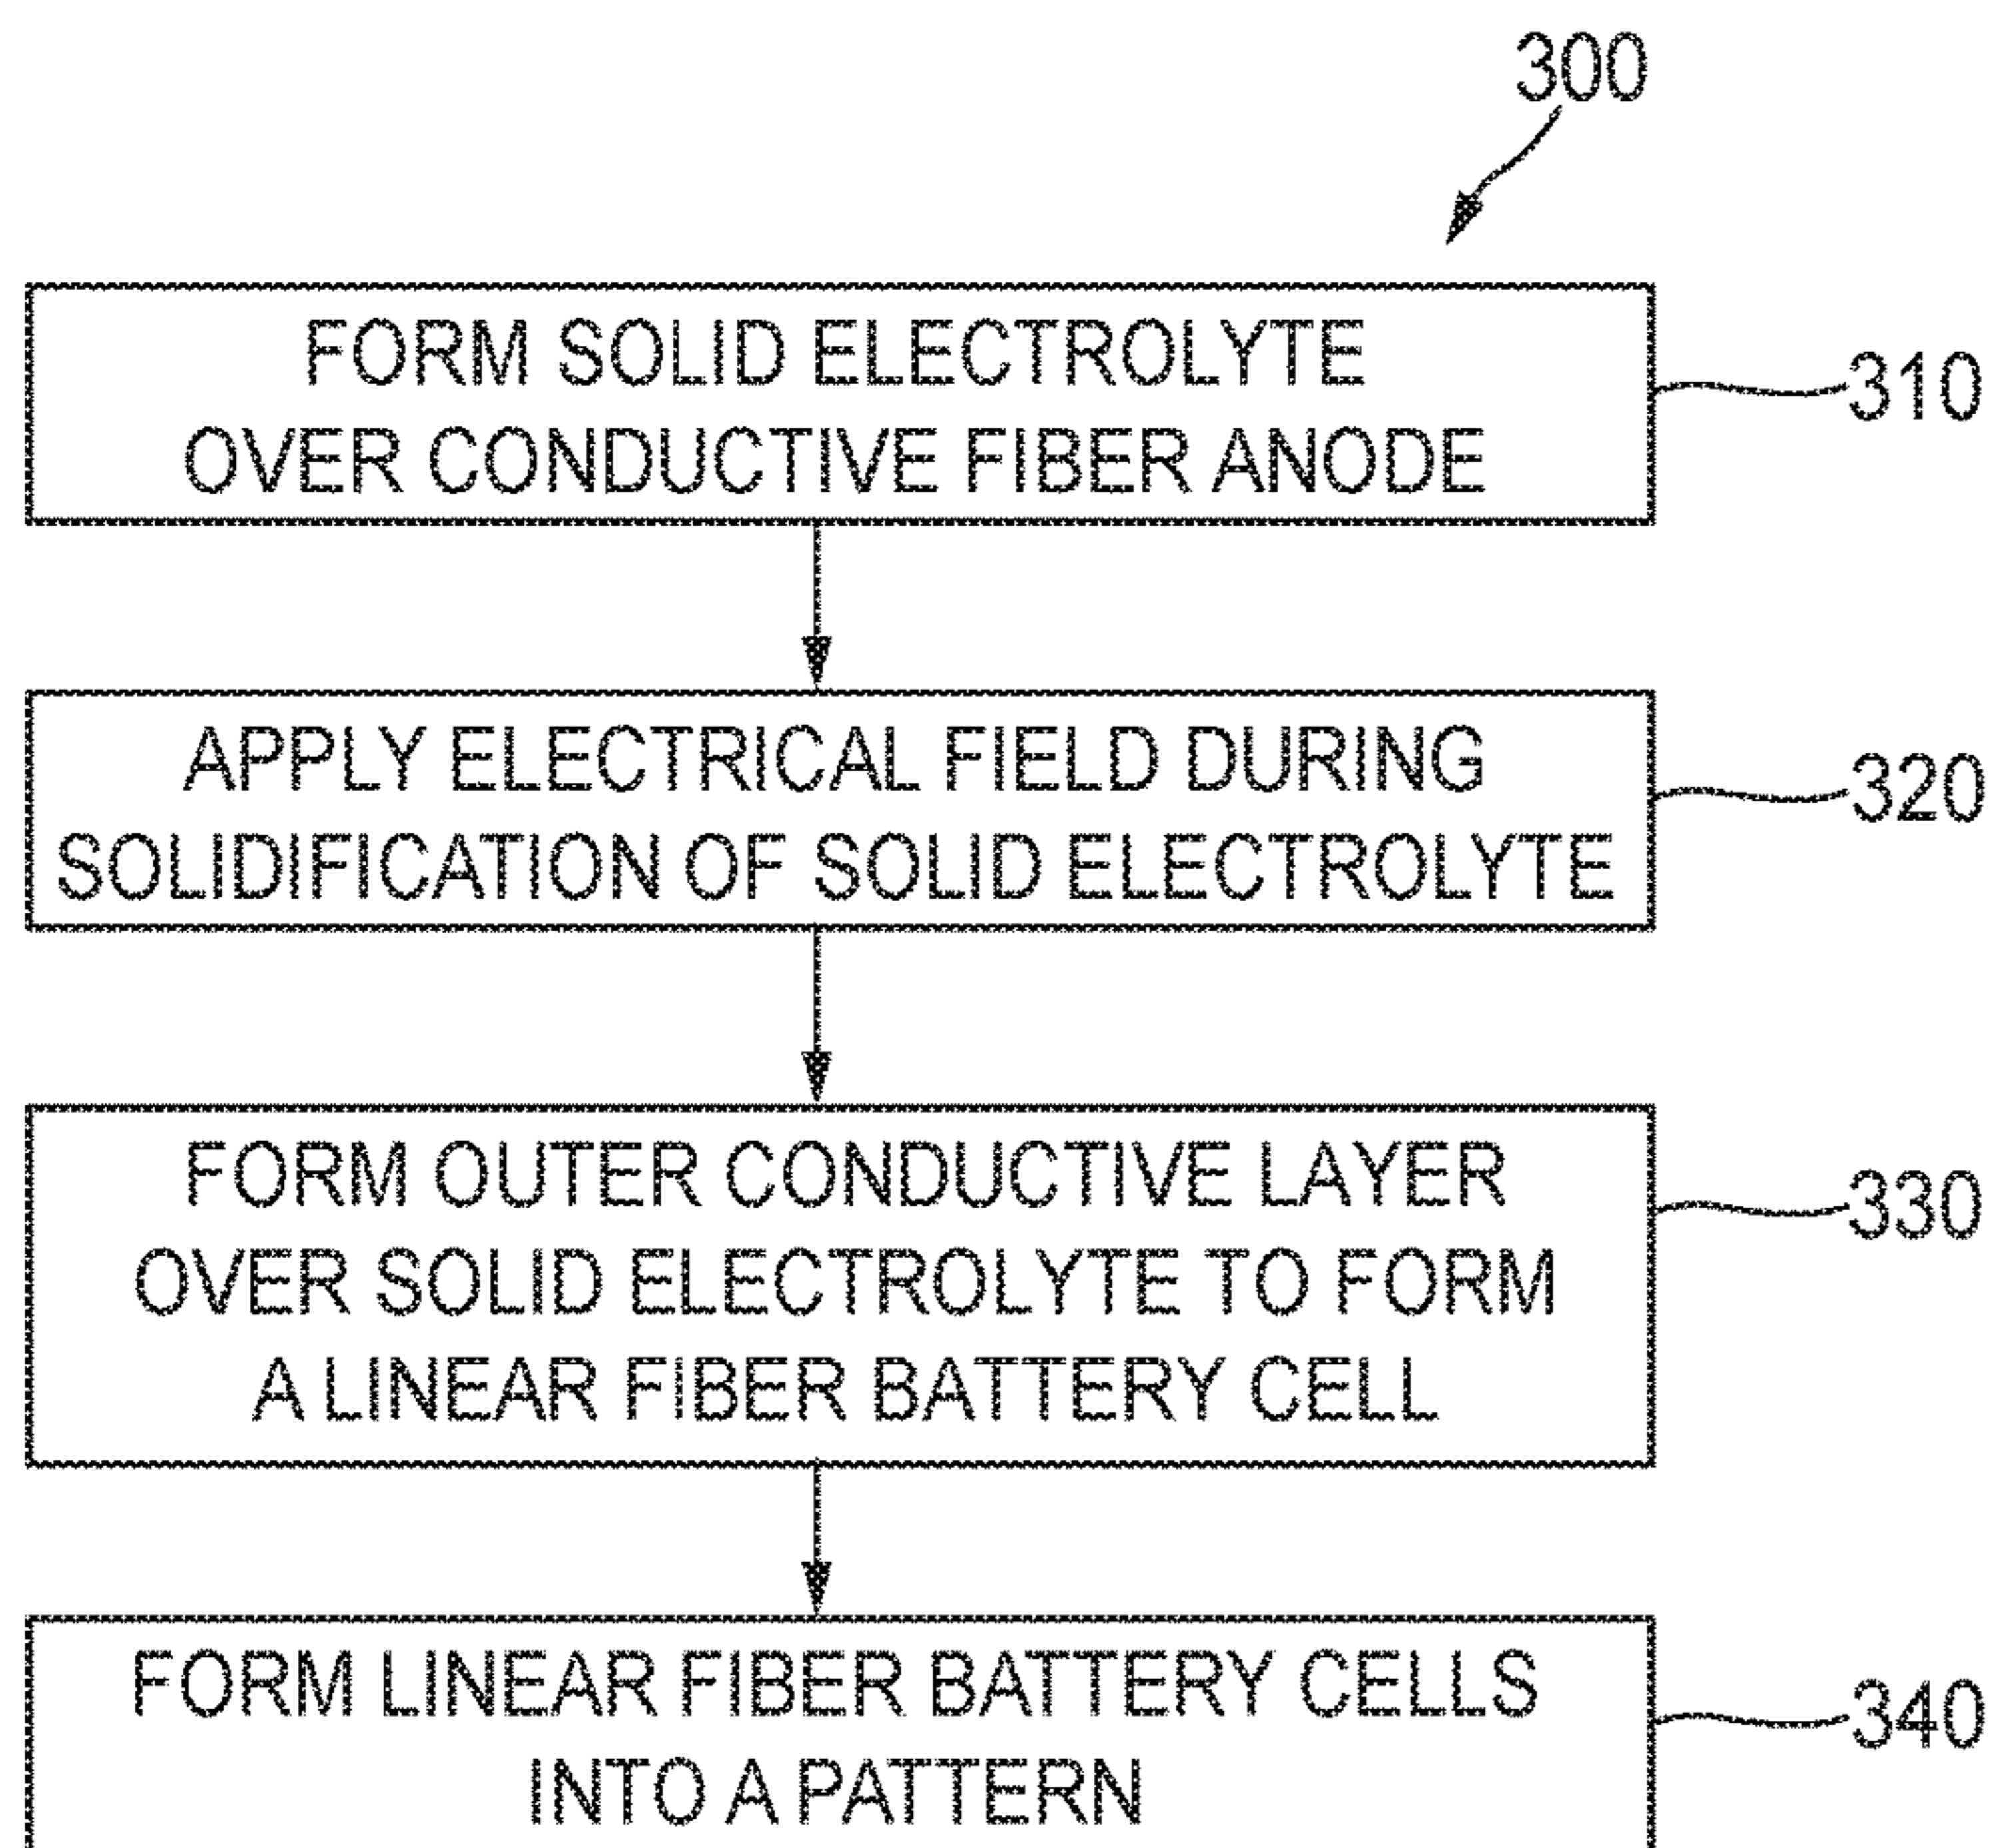 300
FORM SOLID ELECTROLYTE
OVER CONDUCTIVE FIBER ANODE
310
APPLY ELECTRICAL FIELD DURING
SOLIDIFICATION OF SOLID ELECTROLYTE
320
FORM OUTER CONDUCTIVE LAYER
OVER SOLID ELECTROLYTE TO FORM
A LINEAR FIBER BATTERY CELL
330
FORM LINEAR FIBER BATTERY CELLS
INTO A PATTERN
340